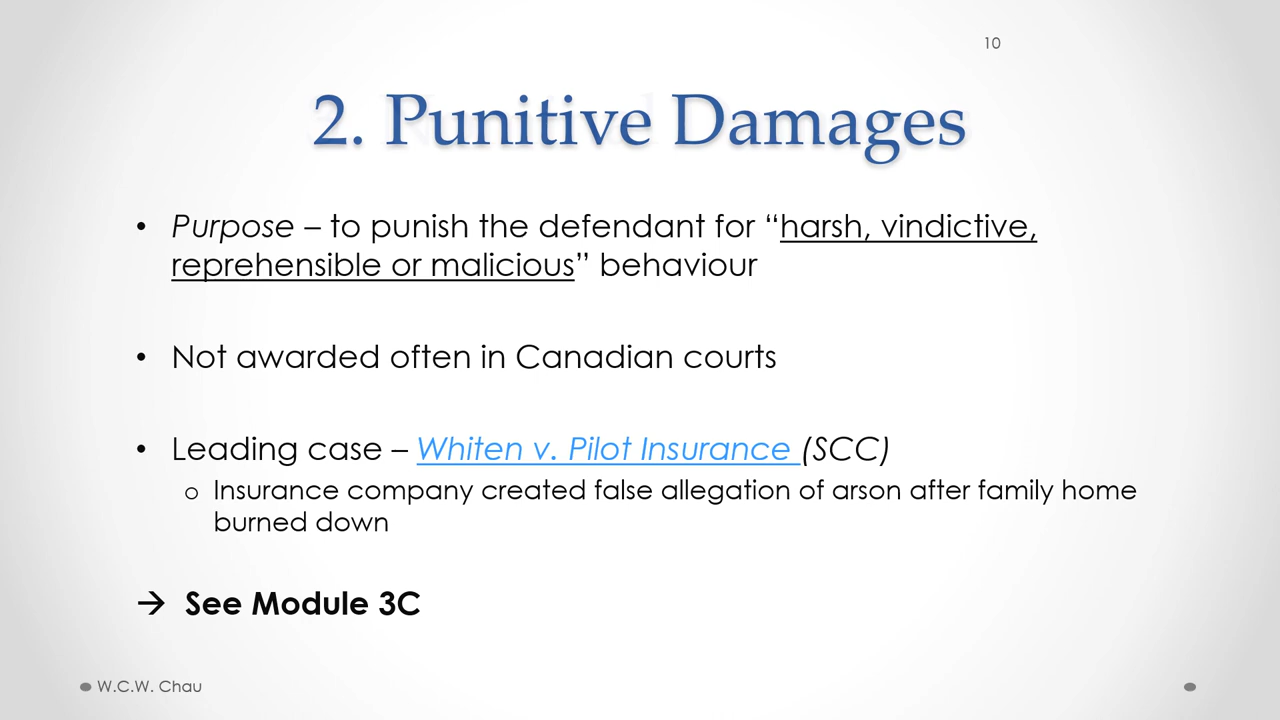 10
2. Punitive Damages
• Purpose – to punish the defendant for “harsh, vindictive,
reprehensible or malicious” behaviour
• Not awarded often in Canadian courts
• Leading case – Whiten v. Pilot Insurance (SCC)
o Insurance company created false allegation of arson after family home
burned down
→ See Module 3C
W.C.W. Chau